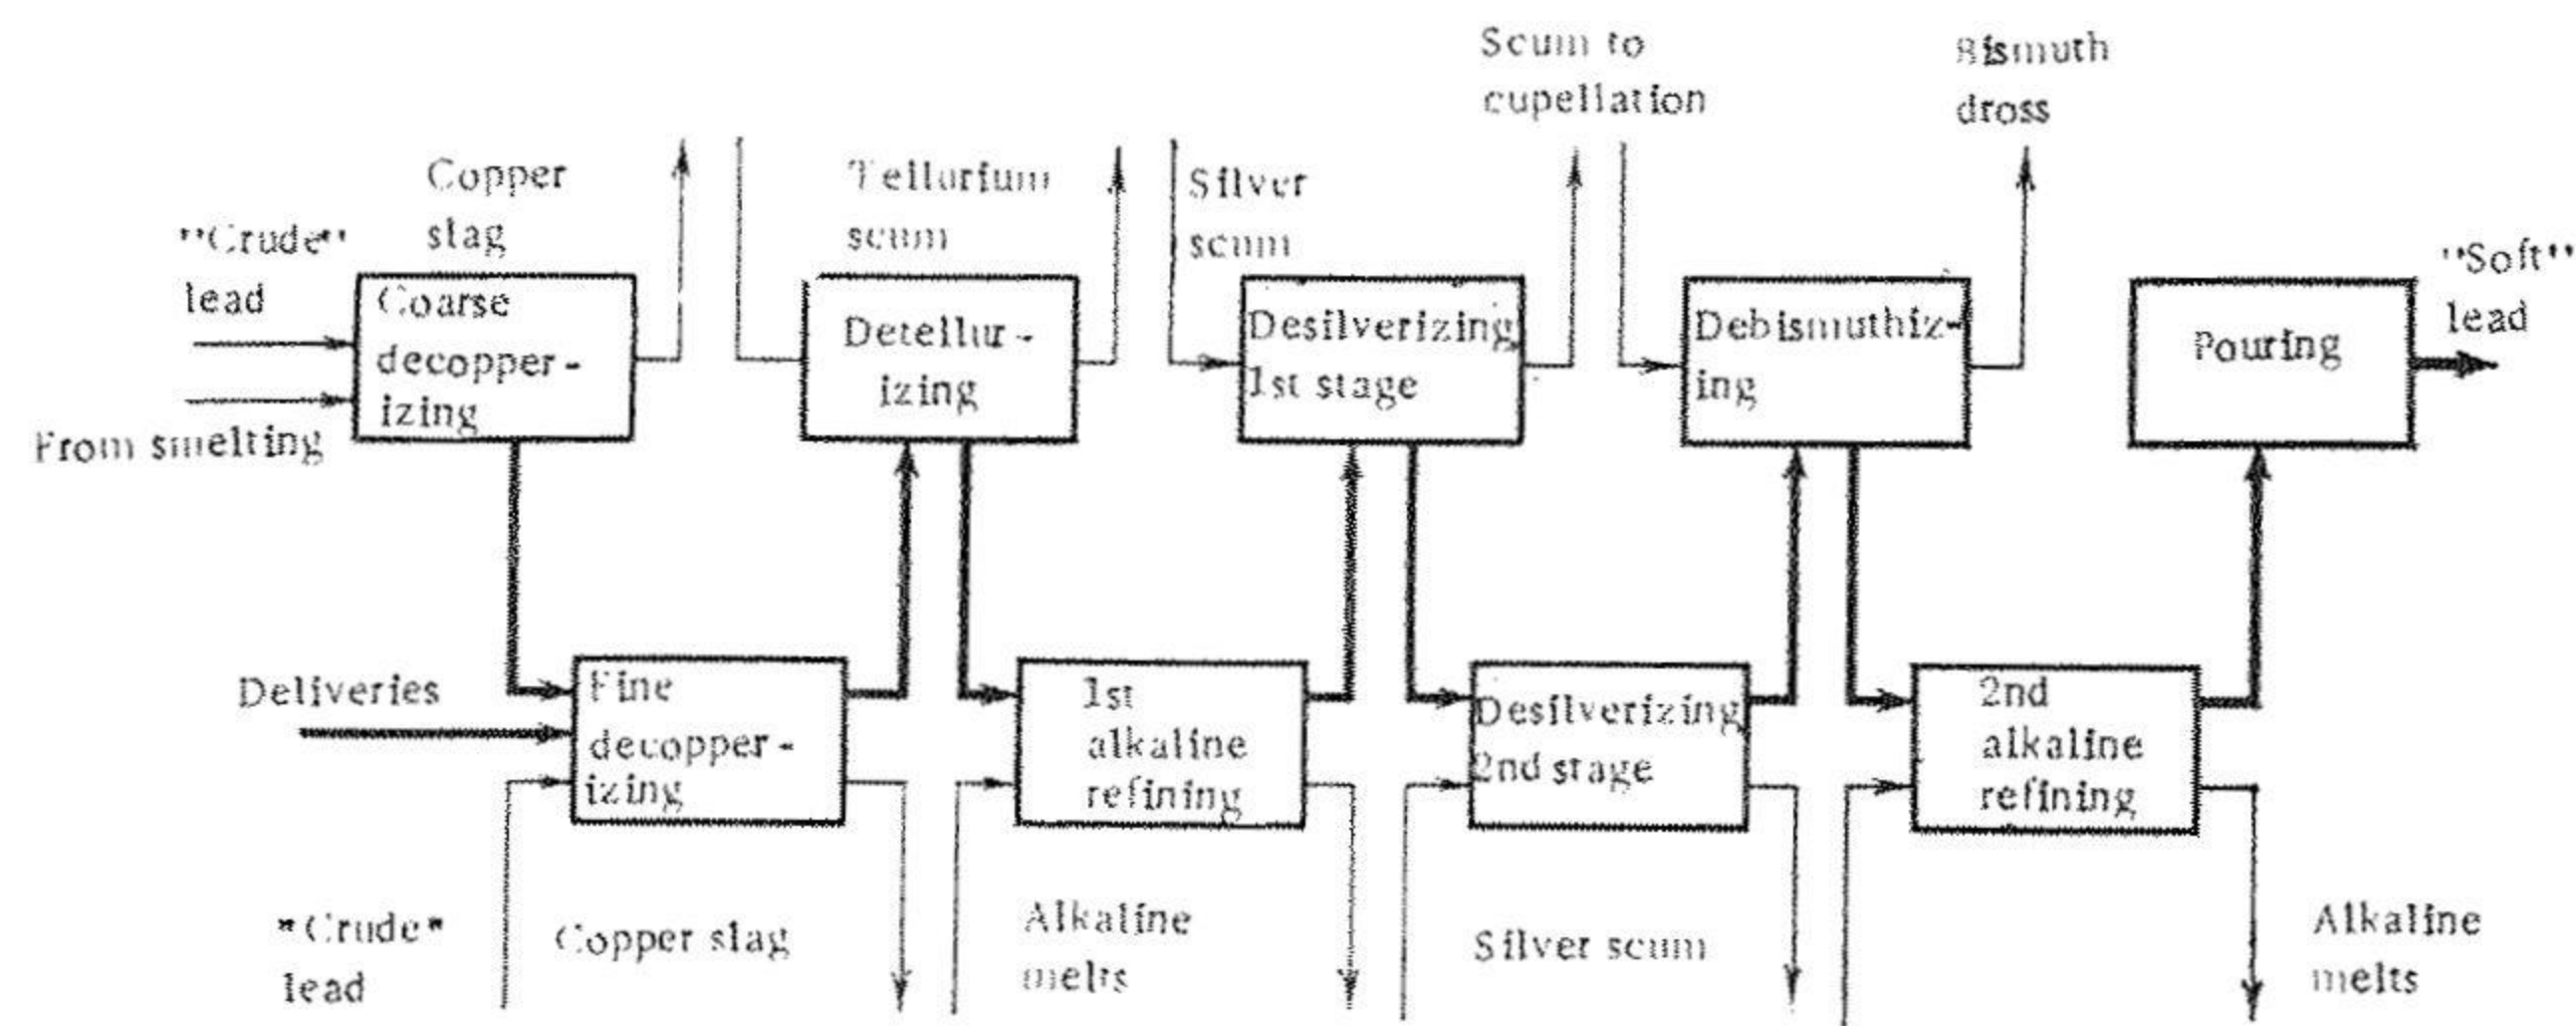 Scum to
cupellation
Bismuth
dross
Copper
slag
Tellurium
scum
Silver
scum
"Crude"
lead
"Soft"
lead
Coarse
decopper-
izing
Detellur-
izing
Desilverizing
1st stage
Debismuthiz-
ing
Pouring
From smelting
Deliveries
Fine
decopper-
izing
1st
alkaline
refining
Desilverizing
2nd stage
2nd
alkaline
refining
"Crude"
lead
Copper slag
Alkaline
melts
Silver scum
Alkaline
melts